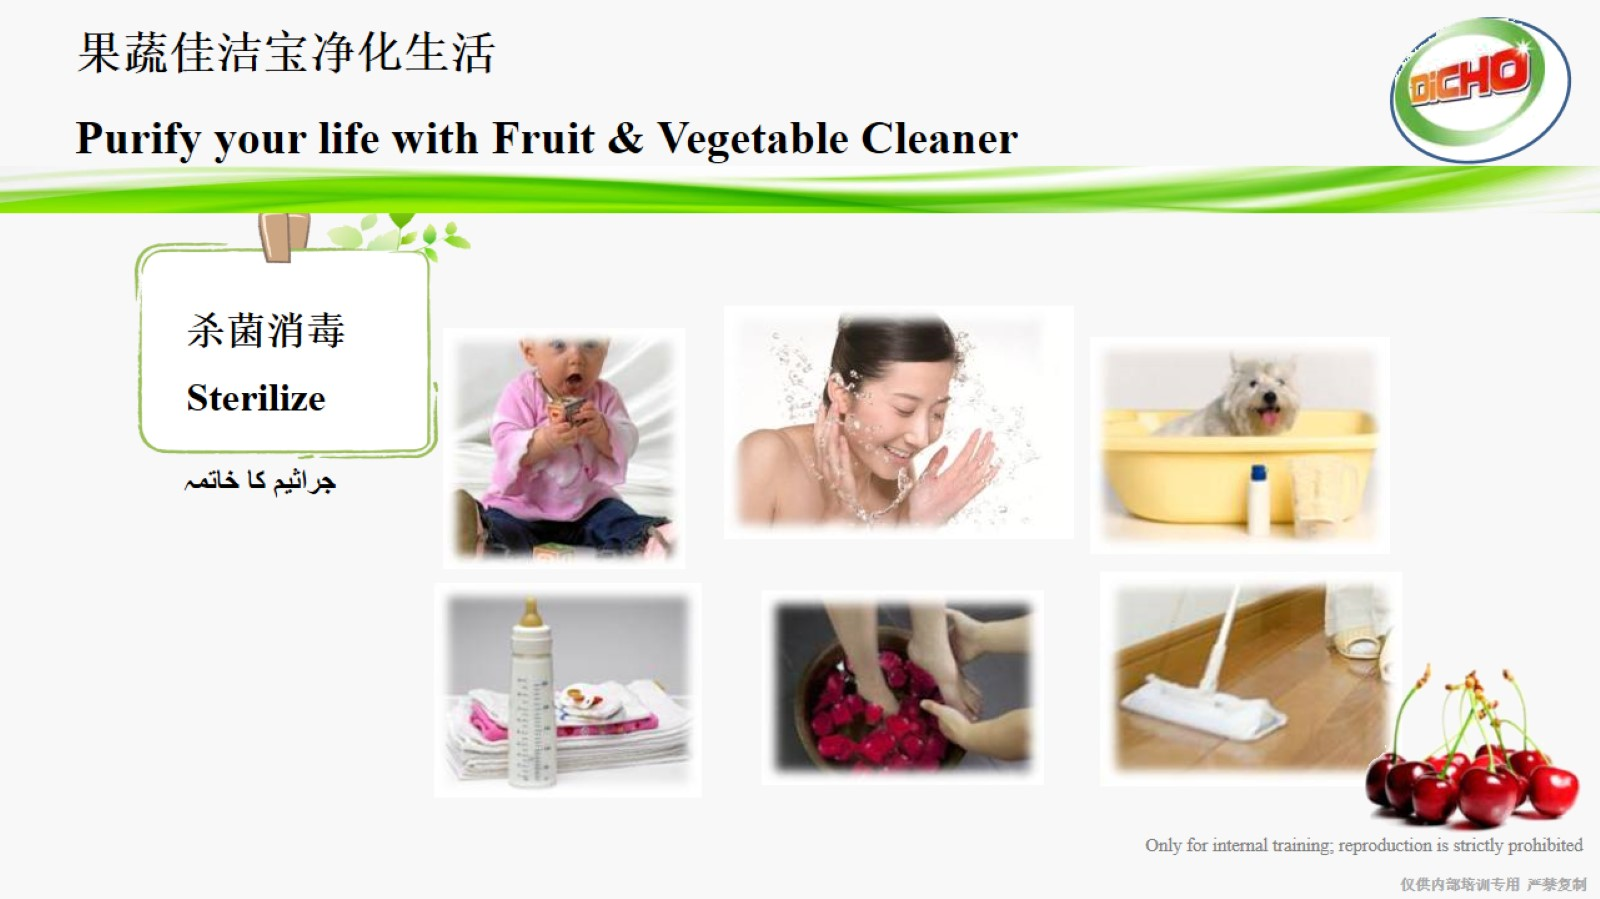 果蔬佳洁宝净化生活
DiCHO
Purify your life with Fruit & Vegetable Cleaner
杀菌消毒
Sterilize
جراثیم کا خاتمہ
Only for internal training; reproduction is strictly prohibited
仅供内部培训专用 严禁复制